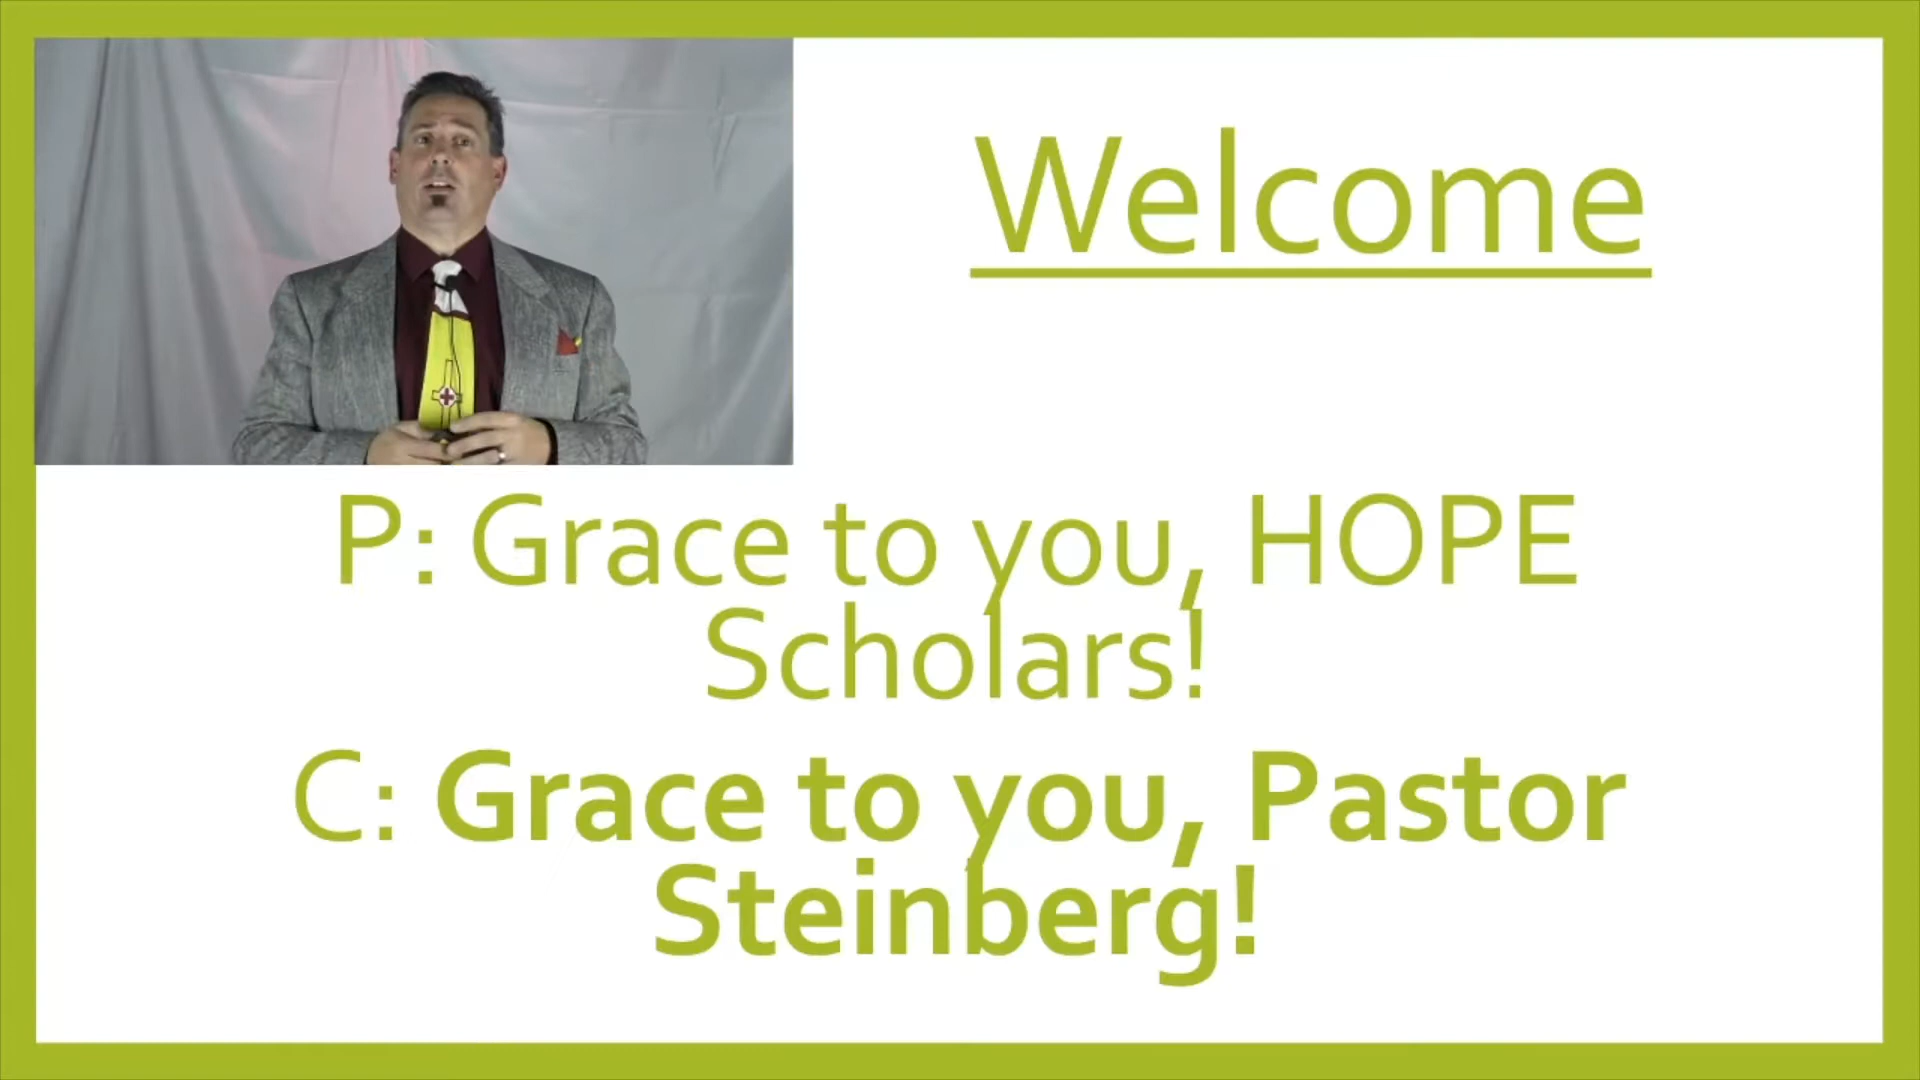 Welcome
P: Grace to you, HOPE
Scholars!
C: Grace to you, Pastor
Steinberg!